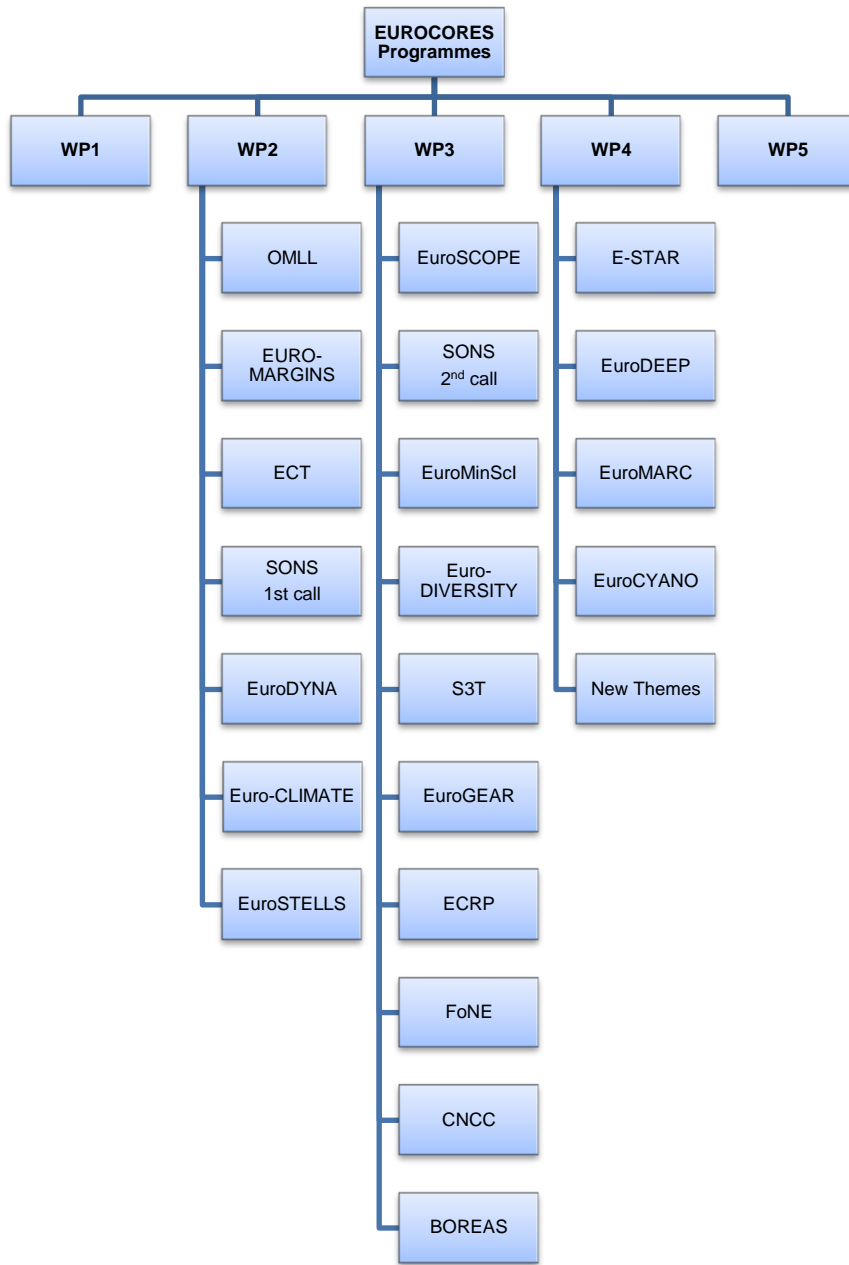 EUROCORES
Programmes
WP1
WP2
WP3
WP4
WP5
OMLL
EURO-
MARGINS
ECT
SONS
1st call
EuroDYNA
Euro-CLIMATE
EuroSTELLS
EuroSCOPE
SONS
2nd call
EuroMinScI
Euro-
DIVERSITY
S3T
EuroGEAR
ECRP
FoNE
CNCC
BOREAS
E-STAR
EuroDEEP
EuroMARC
EuroCYANO
New Themes